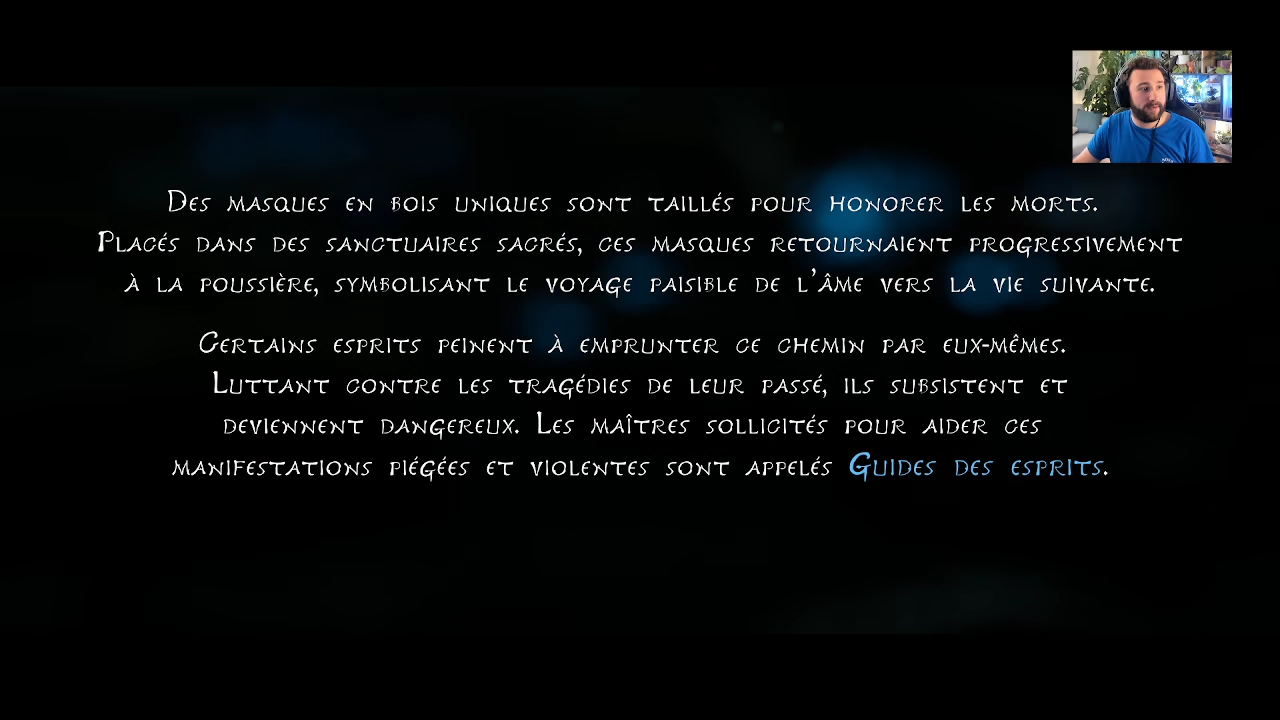 Des masques en bois uniques sont taillés pour honorer les morts.
Placés dans des sanctuaires sacrés, ces masques retournaient progressivement
à la poussière, symbolisant le voyage paisible de l'âme vers la vie suivante.
Certains esprits peinent à emprunter ce chemin par eux-mêmes.
Luttant contre les tragédies de leur passé, ils subsistent et
deviennent dangereux. Les maîtres sollicités pour aider ces
manifestations piégées et violentes sont appelés Guides des esprits.